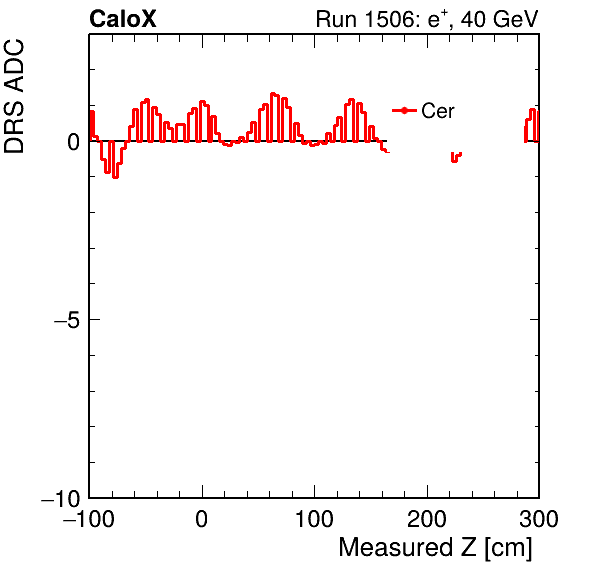 CaloX
Run 1506: e+, 40 GeV
DRS ADC
Cer
0
−5
−10
−100 0 100 200 300
Measured Z [cm]